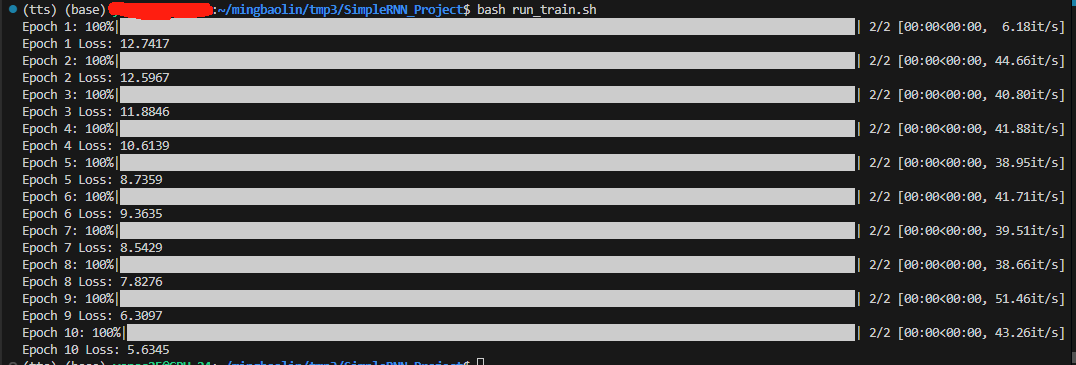 (tts) (base) :~/mingbaolin/tmp3/SimpleRNN_Project$ bash run_train.sh
Epoch 1: 100%| | 2/2 [00:00<00:00, 6.18it/s]
Epoch 1 Loss: 12.7417
Epoch 2: 100%| | 2/2 [00:00<00:00, 44.66it/s]
Epoch 2 Loss: 12.5967
Epoch 3: 100%| | 2/2 [00:00<00:00, 40.80it/s]
Epoch 3 Loss: 11.8846
Epoch 4: 100%| | 2/2 [00:00<00:00, 41.88it/s]
Epoch 4 Loss: 10.6139
Epoch 5: 100%| | 2/2 [00:00<00:00, 38.95it/s]
Epoch 5 Loss: 8.7359
Epoch 6: 100%| | 2/2 [00:00<00:00, 41.71it/s]
Epoch 6 Loss: 9.3635
Epoch 7: 100%| | 2/2 [00:00<00:00, 39.51it/s]
Epoch 7 Loss: 8.5429
Epoch 8: 100%| | 2/2 [00:00<00:00, 38.66it/s]
Epoch 8 Loss: 7.8276
Epoch 9: 100%| | 2/2 [00:00<00:00, 51.46it/s]
Epoch 9 Loss: 6.3097
Epoch 10: 100%| | 2/2 [00:00<00:00, 43.26it/s]
Epoch 10 Loss: 5.6345
(tts) (base) :~/mingbaolin/tmp3/SimpleRNN_Project$